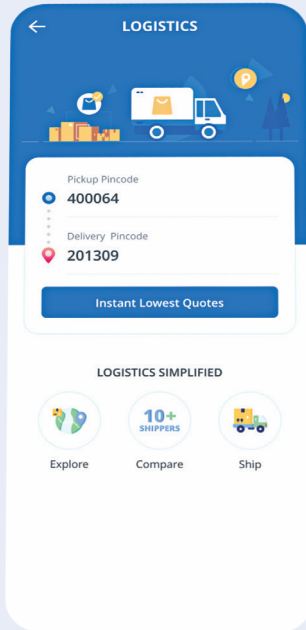 LOGISTICS
Pickup Pincode
400064
Delivery Pincode
201309
Instant Lowest Quotes
LOGISTICS SIMPLIFIED
10+
SHIPPERS
Explore
Compare
Ship